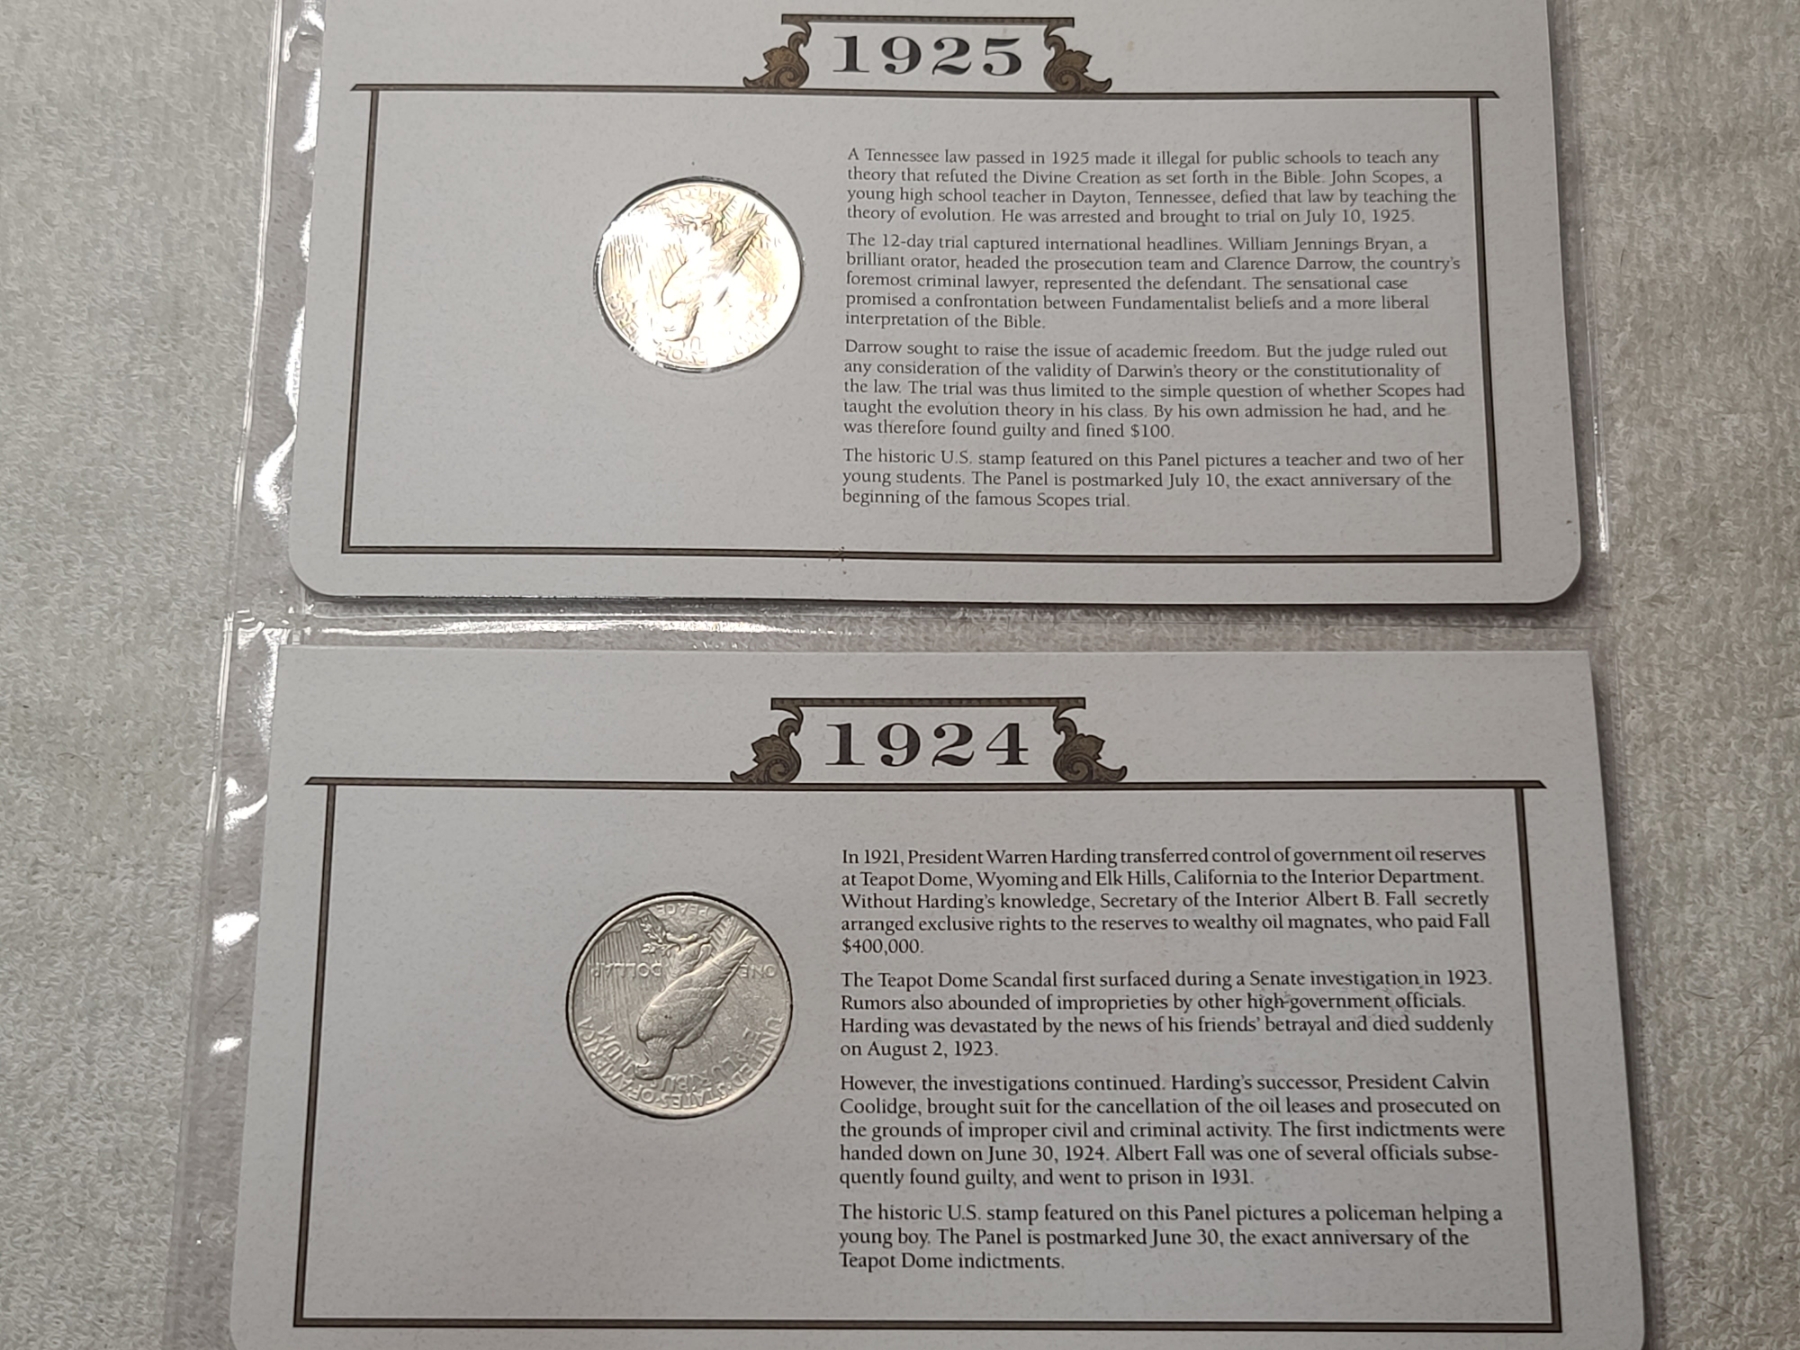 1925
A Tennessee law passed in 1925 made it illegal for public schools to teach any
theory that refuted the Divine Creation as set forth in the Bible. John Scopes, a
young high school teacher in Dayton, Tennessee, defied that law by teaching the
theory of evolution. He was arrested and brought to trial on July 10, 1925.
The 12-day trial captured international headlines. William Jennings Bryan, a
brilliant orator, headed the prosecution team and Clarence Darrow, the country's
foremost criminal lawyer, represented the defendant. The sensational case
promised a confrontation between Fundamentalist beliefs and a more liberal
interpretation of the Bible.
Darrow sought to raise the issue of academic freedom. But the judge ruled out
any consideration of the validity of Darwin's theory or the constitutionality of
the law. The trial was thus limited to the simple question of whether Scopes had
taught the evolution theory in his class. By his own admission he had, and he
was therefore found guilty and fined $100.
The historic U.S. stamp featured on this Panel pictures a teacher and two of her
young students. The Panel is postmarked July 10, the exact anniversary of the
beginning of the famous Scopes trial.
1924
In 1921, President Warren Harding transferred control of government oil reserves
at Teapot Dome, Wyoming and Elk Hills, California to the Interior Department.
Without Harding's knowledge, Secretary of the Interior Albert B. Fall secretly
arranged exclusive rights to the reserves to wealthy oil magnates, who paid Fall
$400,000.
The Teapot Dome Scandal first surfaced during a Senate investigation in 1923.
Rumors also abounded of improprieties by other high government officials.
Harding was devastated by the news of his friends' betrayal and died suddenly
on August 2, 1923.
However, the investigations continued. Harding's successor, President Calvin
Coolidge, brought suit for the cancellation of the oil leases and prosecuted on
the grounds of improper civil and criminal activity. The first indictments were
handed down on June 30, 1924. Albert Fall was one of several officials subse-
quently found guilty, and went to prison in 1931.
The historic U.S. stamp featured on this Panel pictures a policeman helping a
young boy. The Panel is postmarked June 30, the exact anniversary of the
Teapot Dome indictments.
UNITED·STATES·OF·AMERICA
E PLURIBUS UNUM
ONE DOLLAR
PEACE